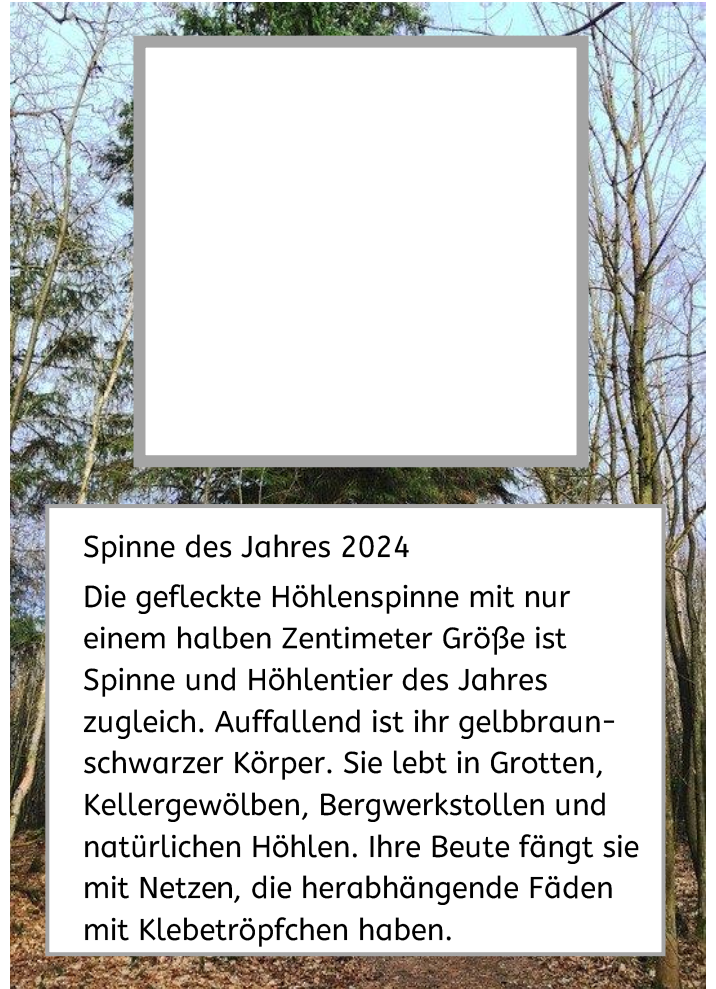 Spinne des Jahres 2024
Die gefleckte Höhlenspinne mit nur
einem halben Zentimeter Größe ist
Spinne und Höhlentier des Jahres
zugleich. Auffallend ist ihr gelbbraun-
schwarzer Körper. Sie lebt in Grotten,
Kellergewölben, Bergwerkstollen und
natürlichen Höhlen. Ihre Beute fängt sie
mit Netzen, die herabhängende Fäden
mit Klebetröpfchen haben.